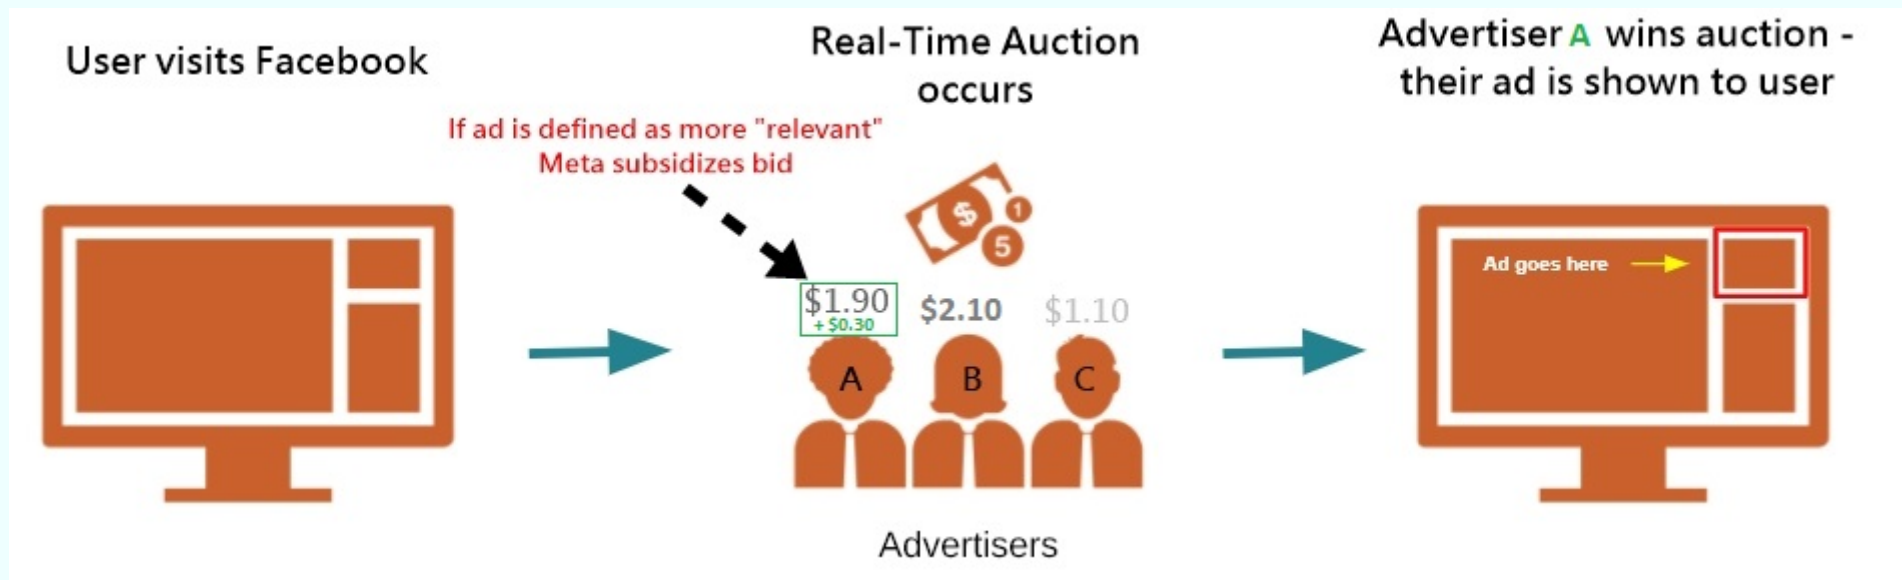 User visits Facebook
If ad is defined as more "relevant"
Meta subsidizes bid
Real-Time Auction
occurs
$
1
5
$1.90
+ $0.30
$2.10
$1.10
A
B
C
Advertisers
Advertiser A wins auction -
their ad is shown to user
Ad goes here